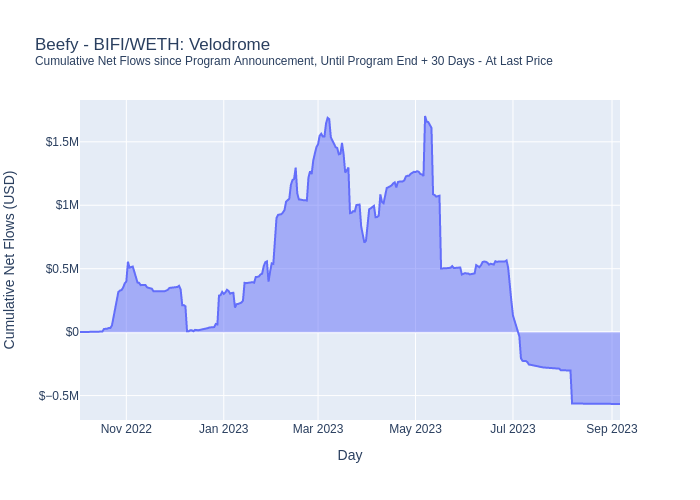 Beefy - BIFI/WETH: Velodrome
Cumulative Net Flows since Program Announcement, Until Program End + 30 Days - At Last Price
Cumulative Net Flows (USD)
$1.5M
$1M
$0.5M
$0
$−0.5M
Nov 2022
Jan 2023
Mar 2023
May 2023
Jul 2023
Sep 2023
Day